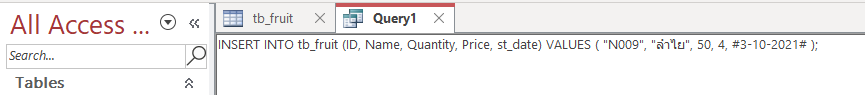 All Access ...
tb_fruit
Query1
Search...
Tables
INSERT INTO tb_fruit (ID, Name, Quantity, Price, st_date) VALUES ( "N009", "ลำไย", 50, 4, #3-10-2021# );